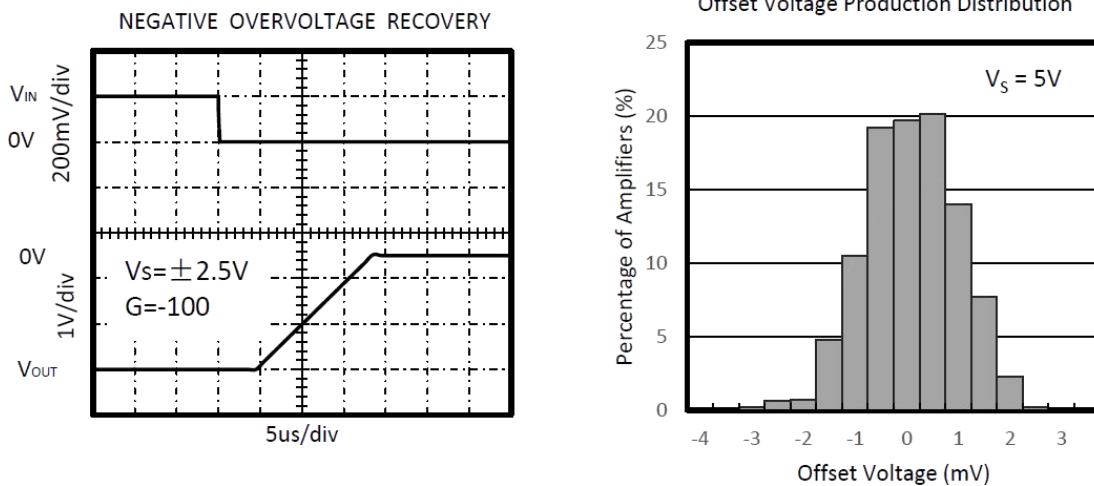 NEGATIVE OVERVOLTAGE RECOVERY
VIN
0V
200mV/div
0V
1V/div
VOUT
Vs=±2.5V
G=-100
5us/div
Offset Voltage Production Distribution
VS = 5V
Percentage of Amplifiers (%)
25
20
15
10
5
0
-4 -3 -2 -1 0 1 2 3
Offset Voltage (mV)